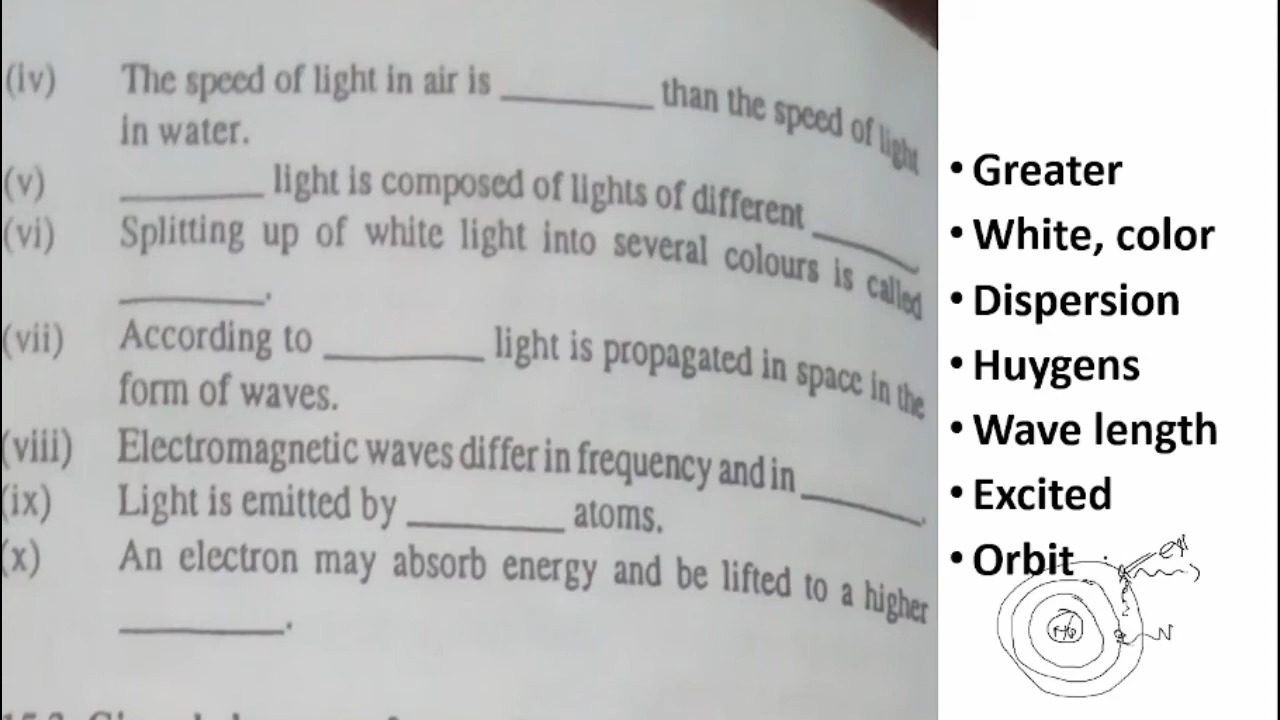 (iv) The speed of light in air is ________ than the speed of light
in water.
(v) ________ light is composed of lights of different ________.
(vi) Splitting up of white light into several colours is called
________.
(vii) According to ________ light is propagated in space in the
form of waves.
(viii) Electromagnetic waves differ in frequency and in ________.
(ix) Light is emitted by ________ atoms.
(x) An electron may absorb energy and be lifted to a higher
________.
• Greater
• White, color
• Dispersion
• Huygens
• Wave length
• Excited
• Orbit
N